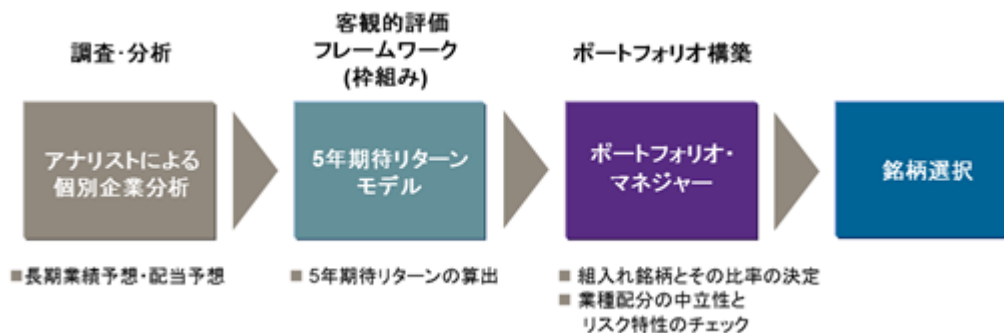 調査･分析
客観的評価
フレームワーク
(枠組み)
ポートフォリオ構築
アナリストによる
個別企業分析
5年期待リターン
モデル
ポートフォリオ・
マネジャー
銘柄選択
■長期業績予想・配当予想
■ 5年期待リターンの算出
■ 組入れ銘柄とその比率の決定
■ 業種配分の中立性と
リスク特性のチェック